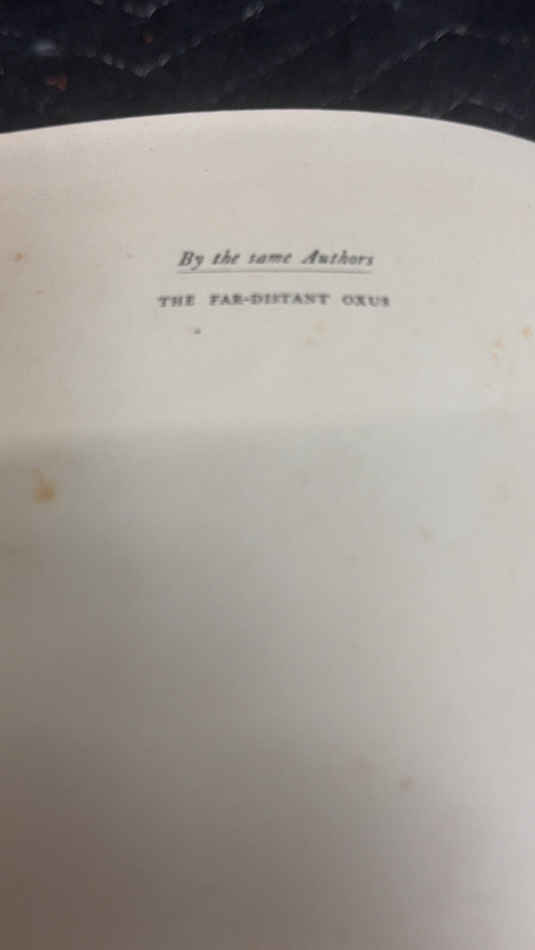 By the same Authors
THE FAR-DISTANT OXUS